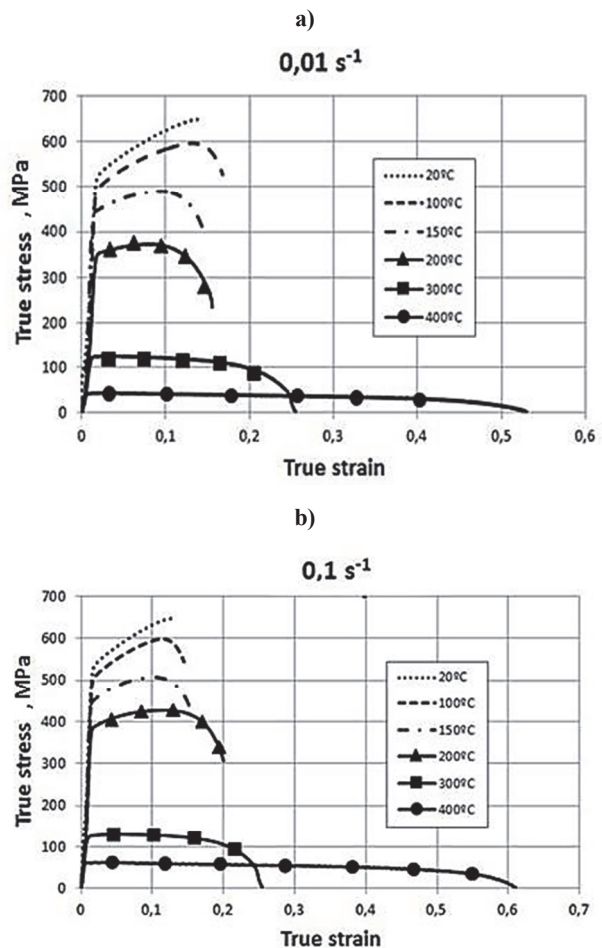 a)
0,01 s⁻¹
700
600
500
400
300
200
100
0
True stress , MPa
0 0,1 0,2 0,3 0,4 0,5 0,6
True strain
20ºC
100ºC
150ºC
200ºC
300ºC
400ºC
b)
0,1 s⁻¹
700
600
500
400
300
200
100
0
True stress , MPa
0 0,1 0,2 0,3 0,4 0,5 0,6 0,7
True strain
20ºC
100ºC
150ºC
200ºC
300ºC
400ºC